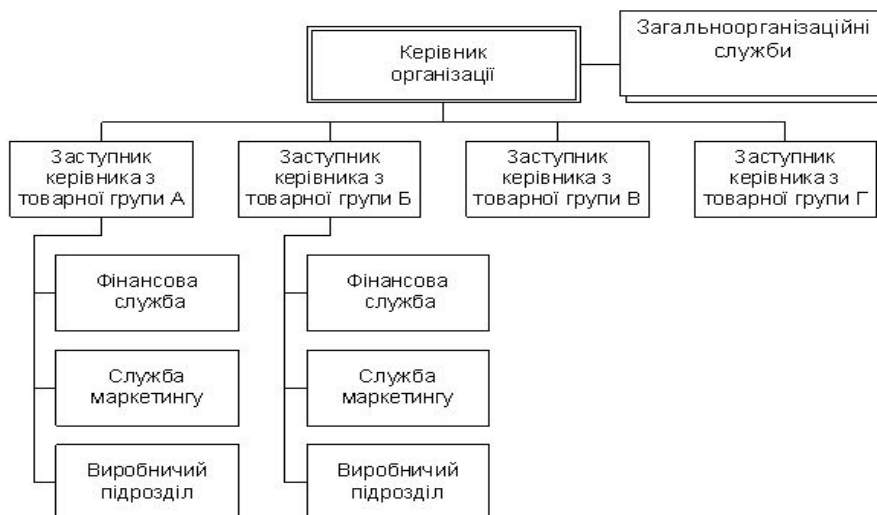 Керівник
організації
Загальноорганізаційні
служби
Заступник
керівника з
товарної групи А
Заступник
керівника з
товарної групи Б
Заступник
керівника з
товарної групи В
Заступник
керівника з
товарної групи Г
Фінансова
служба
Фінансова
служба
Служба
маркетингу
Служба
маркетингу
Виробничий
підрозділ
Виробничий
підрозділ